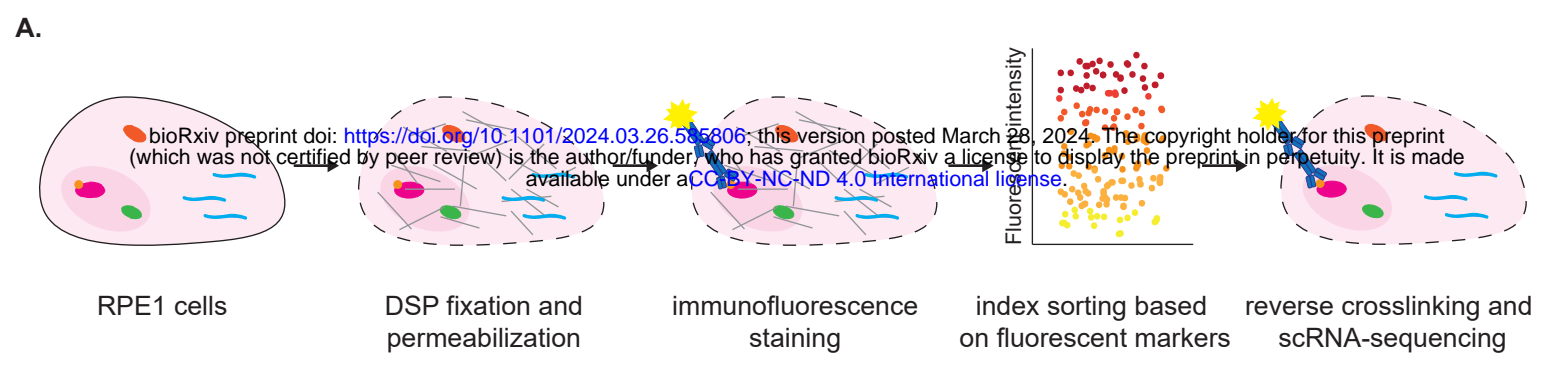 A.
Fluorescence intensity
bioRxiv preprint doi: https://doi.org/10.1101/2024.03.26.585806; this version posted March 28, 2024. The copyright holder for this preprint
(which was not certified by peer review) is the author/funder, who has granted bioRxiv a license to display the preprint in perpetuity. It is made
available under aCC-BY-NC-ND 4.0 International license.
RPE1 cells
DSP fixation and
permeabilization
immunofluorescence
staining
index sorting based
on fluorescent markers
reverse crosslinking and
scRNA-sequencing